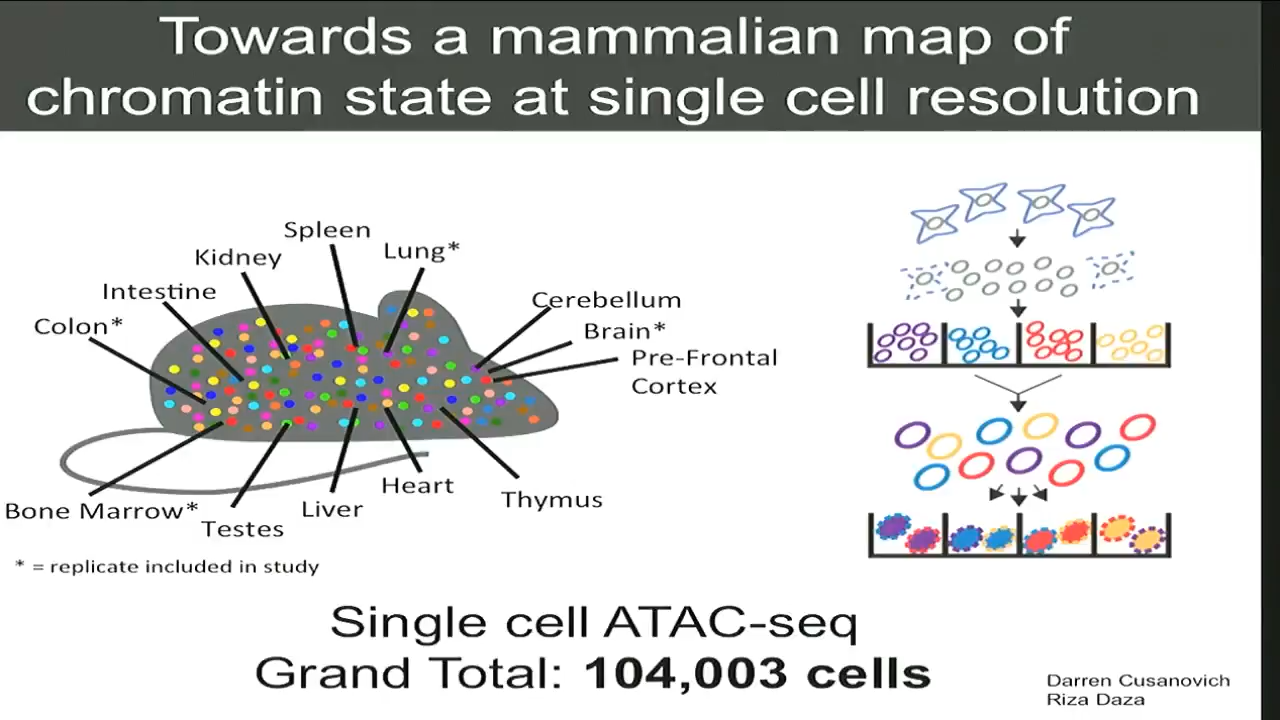 Towards a mammalian map of
chromatin state at single cell resolution
Spleen
Kidney
Lung*
Intestine
Colon*
Cerebellum
Brain*
Pre-Frontal
Cortex
Bone Marrow*
Testes
Liver
Heart
Thymus
* = replicate included in study
Single cell ATAC-seq
Grand Total: 104,003 cells
Darren Cusanovich
Riza Daza